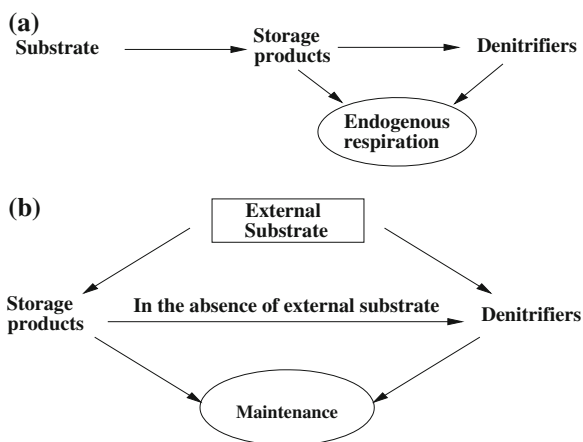 (a)
Substrate
Storage
products
Denitrifiers
Endogenous
respiration
(b)
External
Substrate
Storage
products
In the absence of external substrate
Denitrifiers
Maintenance